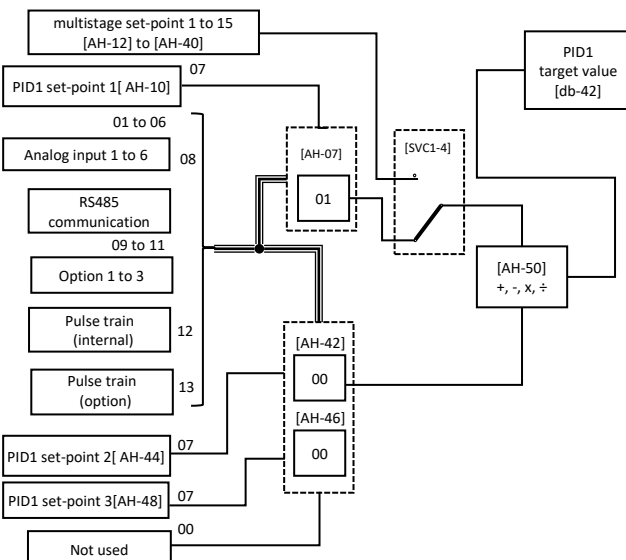 multistage set-point 1 to 15
[AH-12] to [AH-40]
07
PID1 set-point 1[ AH-10]
01 to 06
Analog input 1 to 6
08
RS485
communication
09 to 11
Option 1 to 3
Pulse train
(internal)
12
Pulse train
(option)
13
PID1 set-point 2[ AH-44]
07
PID1 set-point 3[AH-48]
07
00
Not used
[AH-07]
01
[SVC1-4]
[AH-42]
00
[AH-46]
00
PID1
target value
[db-42]
[AH-50]
+, -, x, ÷